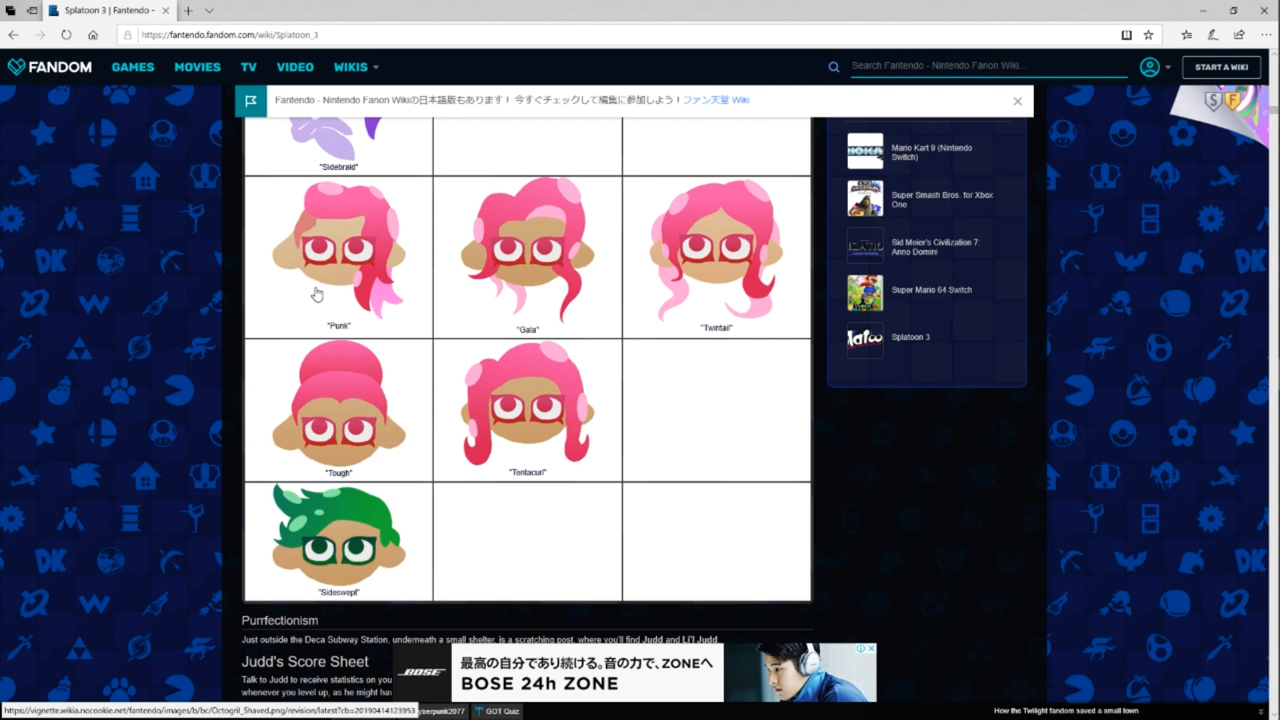 Splatoon 3 | Fantendo -
https://fantendo.fandom.com/wiki/Splatoon_3
FANDOM
GAMES
MOVIES
TV
VIDEO
WIKIS
Search Fantendo - Nintendo Fanon Wiki...
START A WIKI
Fantendo - Nintendo Fanon Wikiの日本語版もあります！ 今すぐチェックして編集に参加しよう！ファン天堂 Wiki
S F
"Sidebraid"
Mario Kart 9 (Nintendo
Switch)
Super Smash Bros. for Xbox
One
Sid Meier's Civilization 7:
Anno Domini
Super Mario 64 Switch
Splatoon 3
"Punk"
"Gala"
"Twintail"
"Tough"
"Tentacurl"
"Sideswept"
Purrfectionism
Just outside the Deca Subway Station, underneath a small shelter, is a scratching post, where you'll find Judd and Li'l Judd
Judd's Score Sheet
Talk to Judd to receive statistics on you
whenever you level up, as he might hav
BOSE
最高の自分であり続ける。音の力で、ZONEへ
BOSE 24h ZONE
https://vignette.wikia.nocookie.net/fantendo/images/b/bc/Octogril_Shaved.png/revision/latest?cb=20190414123953
yberpunk2077
GOT Quiz
How the Twilight fandom saved a small town